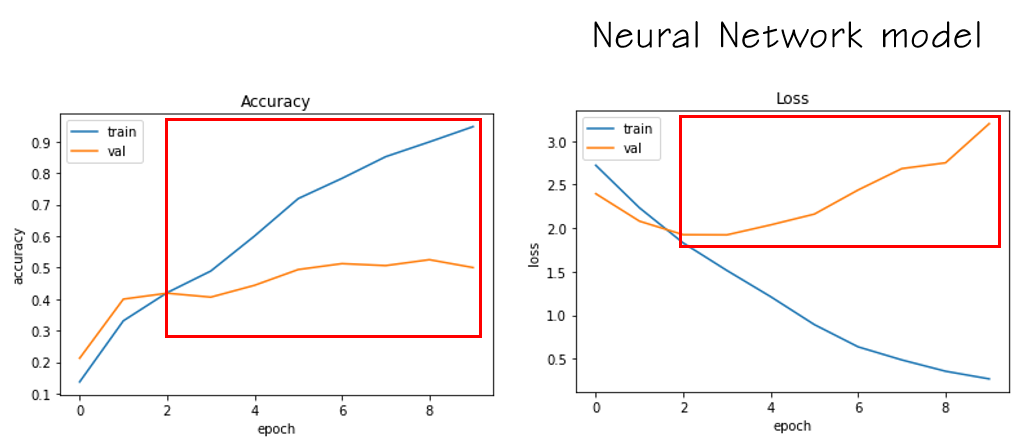 Neural Network model
Accuracy
train
val
0.9
0.8
0.7
0.6
0.5
0.4
0.3
0.2
0.1
accuracy
0 2 4 6 8
epoch
Loss
train
val
3.0
2.5
2.0
1.5
1.0
0.5
loss
0 2 4 6 8
epoch